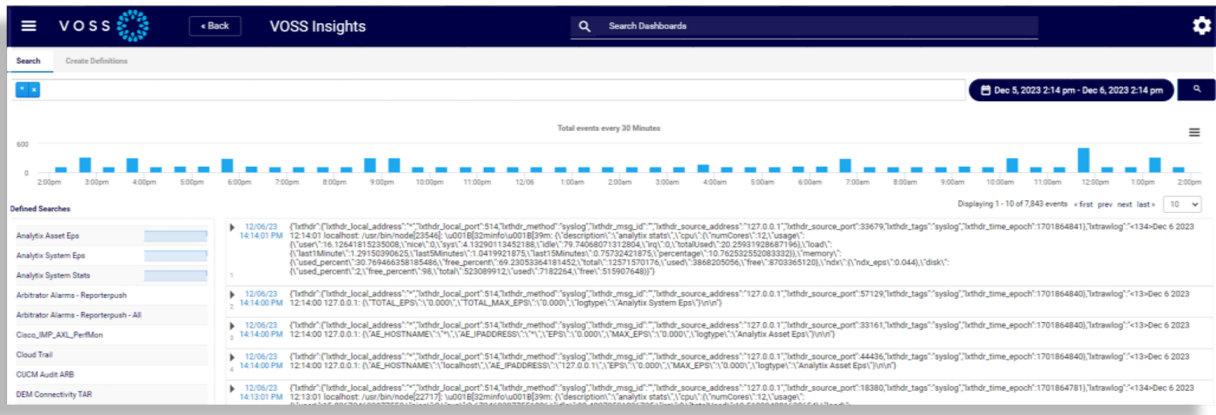 VOSS
« Back
VOSS Insights
Search Dashboards
Search
Create Definitions
* ×
Dec 5, 2023 2:14 pm - Dec 6, 2023 2:14 pm
Total events every 30 Minutes
600
0
2:00pm 3:00pm 4:00pm 5:00pm 6:00pm 7:00pm 8:00pm 9:00pm 10:00pm 11:00pm 12/06 1:00am 2:00am 3:00am 4:00am 5:00am 6:00am 7:00am 8:00am 9:00am 10:00am 11:00am 12:00pm 1:00pm 2:00pm
Displaying 1 - 10 of 7,843 events « first prev next last » 10
Defined Searches
Analytix Asset Eps
Analytix System Eps
Analytix System Stats
Arbitrator Alarms - Reporterpush
Arbitrator Alarms - Reporterpush - All
Cisco_IMP_AXL_PerfMon
Cloud Trail
CUCM Audit ARB
DEM Connectivity TAR
12/06/23 {"lxthdr":{"lxthdr_local_address":"*","lxthdr_local_port":514,"lxthdr_method":"syslog","lxthdr_msg_id":"","lxthdr_source_address":"127.0.0.1","lxthdr_source_port":33679,"lxthdr_tags":"syslog","lxthdr_time_epoch":1701864841},"lxtrawlog":"<13>Dec 6 2023
14:14:01 PM 12:14:01 localhost: /usr/bin/node[23546]: \u001B[32minfo\u001B[39m: {\"description\":\"analytix stats\",\"cpu\":{\"numCores\":12,\"usage\":
{\"user\":16.12641815235008,\"nice\":0,\"sys\":4.13290113452188,\"idle\":79.74068071312804,\"irq\":0,\"totalUsed\":20.25931928687196},\"load\":
{\"last1Minute\":1.29150390625,\"last5Minutes\":1.0419921875,\"last15Minutes\":0.75732421875,\"percentage\":10.762532552083332}},\"memory\":
{\"used_percent\":30.76946635818548­6,\"free_percent\":69.23053364181452,\"total\":12571570176,\"used\":3868205056,\"free\":8703365120},\"ndx\":{\"ndx_eps\":0.044},\"disk\":
1 {\"used_percent\":2,\"free_percent\":98,\"total\":523089912,\"used\":7182264,\"free\":515907648}}"}
12/06/23 {"lxthdr":{"lxthdr_local_address":"*","lxthdr_local_port":514,"lxthdr_method":"syslog","lxthdr_msg_id":"","lxthdr_source_address":"127.0.0.1","lxthdr_source_port":57129,"lxthdr_tags":"syslog","lxthdr_time_epoch":1701864840},"lxtrawlog":"<13>Dec 6 2023
2 14:14:00 PM 12:14:00 127.0.0.1: {\"TOTAL_EPS\":\"0.000\",\"TOTAL_MAX_EPS\":\"0.000\",\"logtype\":\"Analytix System Eps\"}\n\n"}
12/06/23 {"lxthdr":{"lxthdr_local_address":"*","lxthdr_local_port":514,"lxthdr_method":"syslog","lxthdr_msg_id":"","lxthdr_source_address":"127.0.0.1","lxthdr_source_port":33161,"lxthdr_tags":"syslog","lxthdr_time_epoch":1701864840},"lxtrawlog":"<13>Dec 6 2023
3 14:14:00 PM 12:14:00 127.0.0.1: {\"AE_HOSTNAME\":\"*\",\"AE_IPADDRESS\":\"*\",\"EPS\":\"0.000\",\"MAX_EPS\":\"0.000\",\"logtype\":\"Analytix Asset Eps\"}\n\n"}
12/06/23 {"lxthdr":{"lxthdr_local_address":"*","lxthdr_local_port":514,"lxthdr_method":"syslog","lxthdr_msg_id":"","lxthdr_source_address":"127.0.0.1","lxthdr_source_port":44436,"lxthdr_tags":"syslog","lxthdr_time_epoch":1701864840},"lxtrawlog":"<13>Dec 6 2023
4 14:14:00 PM 12:14:00 127.0.0.1: {\"AE_HOSTNAME\":\"localhost\",\"AE_IPADDRESS\":\"127.0.0.1\",\"EPS\":\"0.000\",\"MAX_EPS\":\"0.000\",\"logtype\":\"Analytix Asset Eps\"}\n\n"}
12/06/23 {"lxthdr":{"lxthdr_local_address":"*","lxthdr_local_port":514,"lxthdr_method":"syslog","lxthdr_msg_id":"","lxthdr_source_address":"127.0.0.1","lxthdr_source_port":18380,"lxthdr_tags":"syslog","lxthdr_time_epoch":1701864781},"lxtrawlog":"<13>Dec 6 2023
14:13:01 PM 12:13:01 localhost: /usr/bin/node[22717]: \u001B[32minfo\u001B[39m: {\"description\":\"analytix stats\",\"cpu\":{\"numCores\":12,\"usage\":